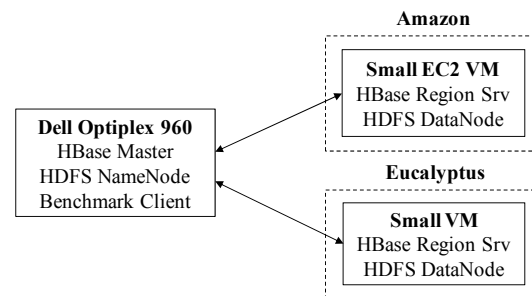 Amazon
Small EC2 VM
HBase Region Srv
HDFS DataNode
Dell Optiplex 960
HBase Master
HDFS NameNode
Benchmark Client
Eucalyptus
Small VM
HBase Region Srv
HDFS DataNode